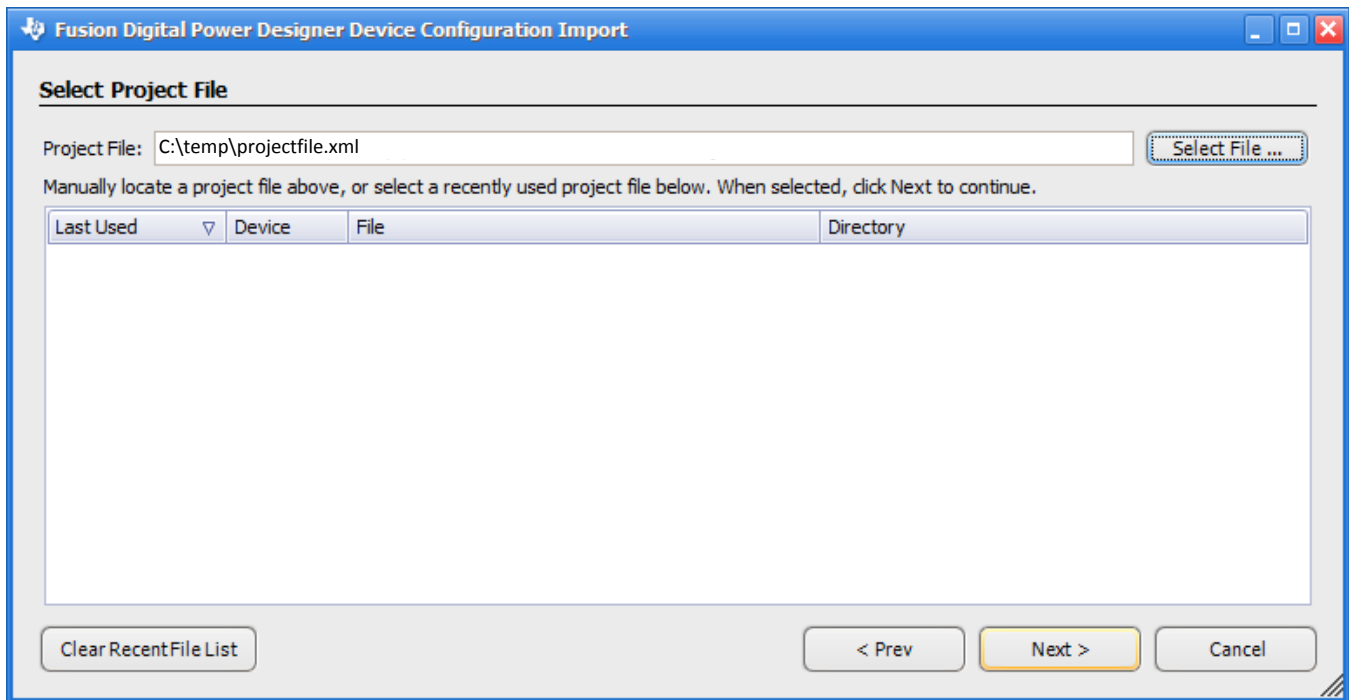 Fusion Digital Power Designer Device Configuration Import
Select Project File
Project File: C:\temp\projectfile.xml Select File ...
Manually locate a project file above, or select a recently used project file below. When selected, click Next to continue.
Last Used Device File Directory
Clear Recent File List < Prev Next > Cancel